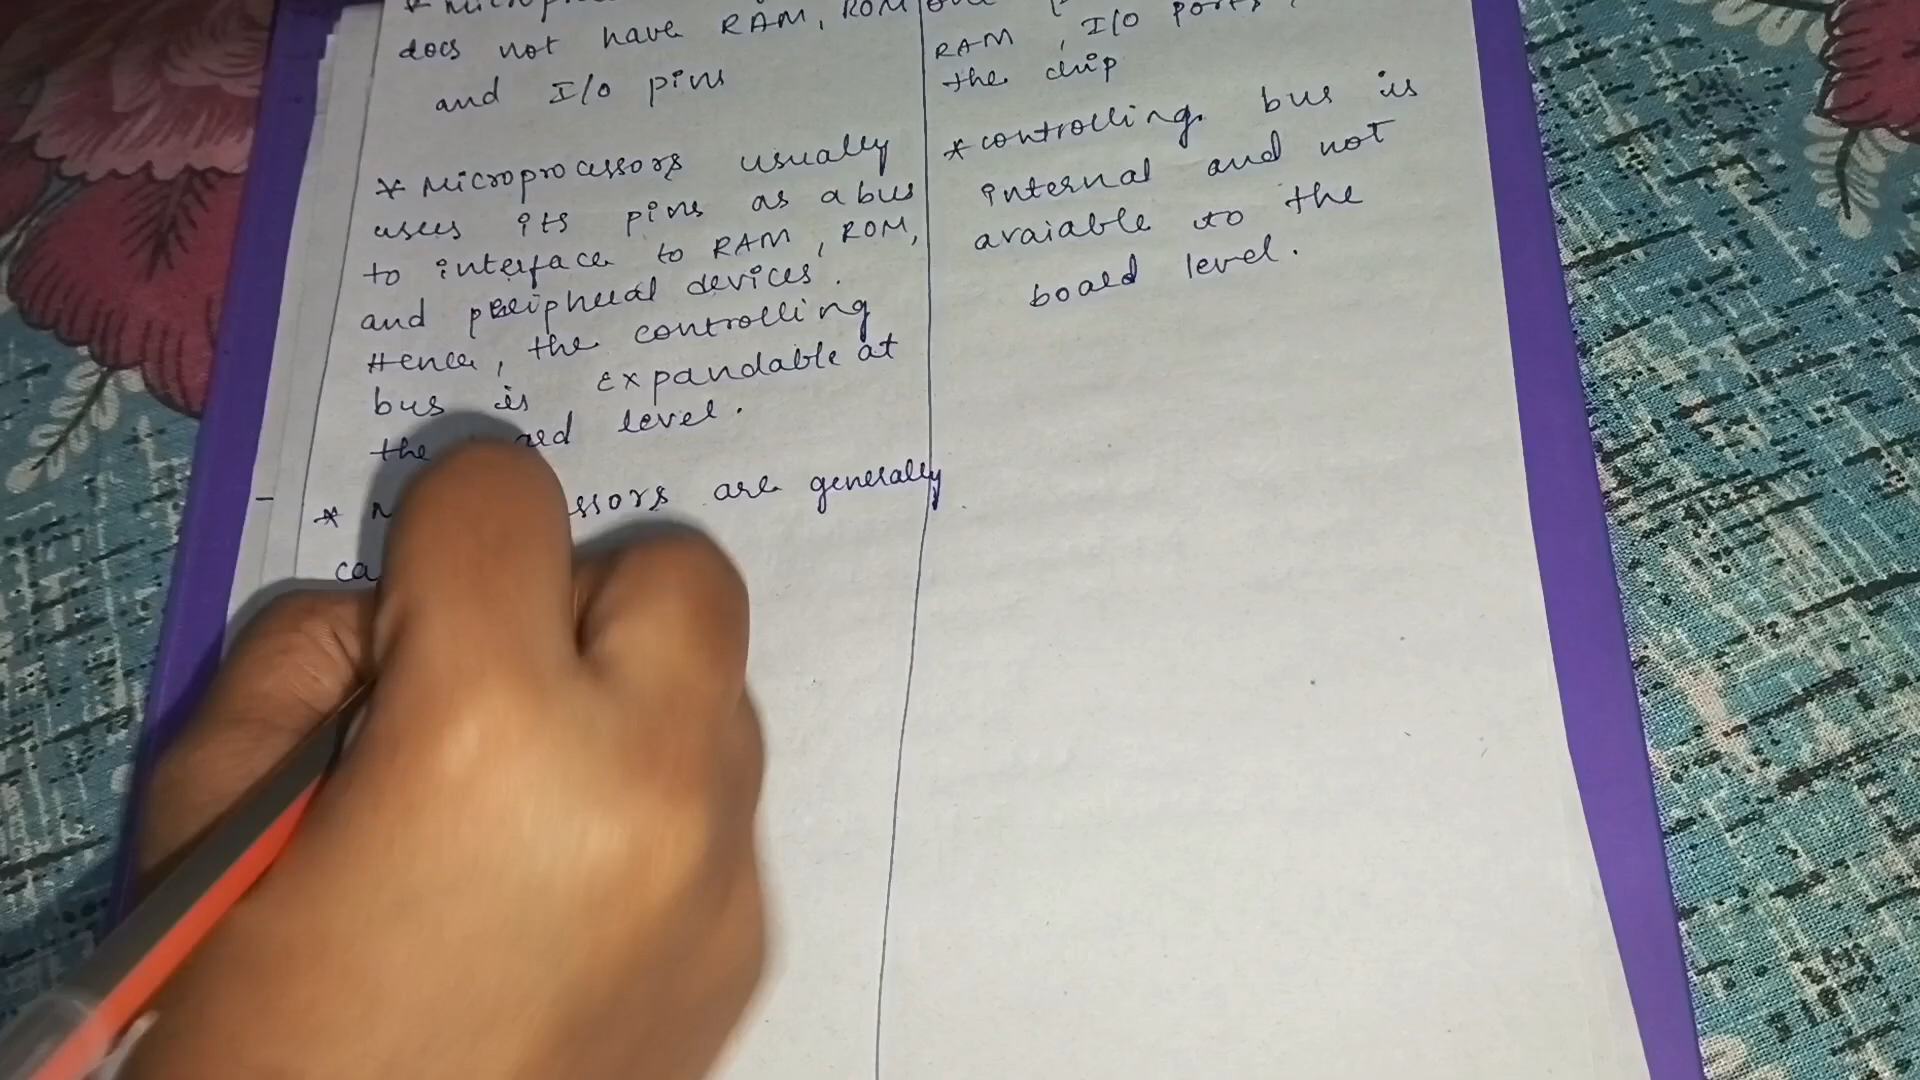 does not have RAM, ROM
and I/O pins
* Microprocessors usually
uses its pins as a bus
to interface to RAM, ROM,
and peripheral devices.
Hence, the controlling
bus is expandable at
the level.
* are generally
RAM, I/O ports
the chip
* controlling bus is
internal and not
avaiable to the
board level.